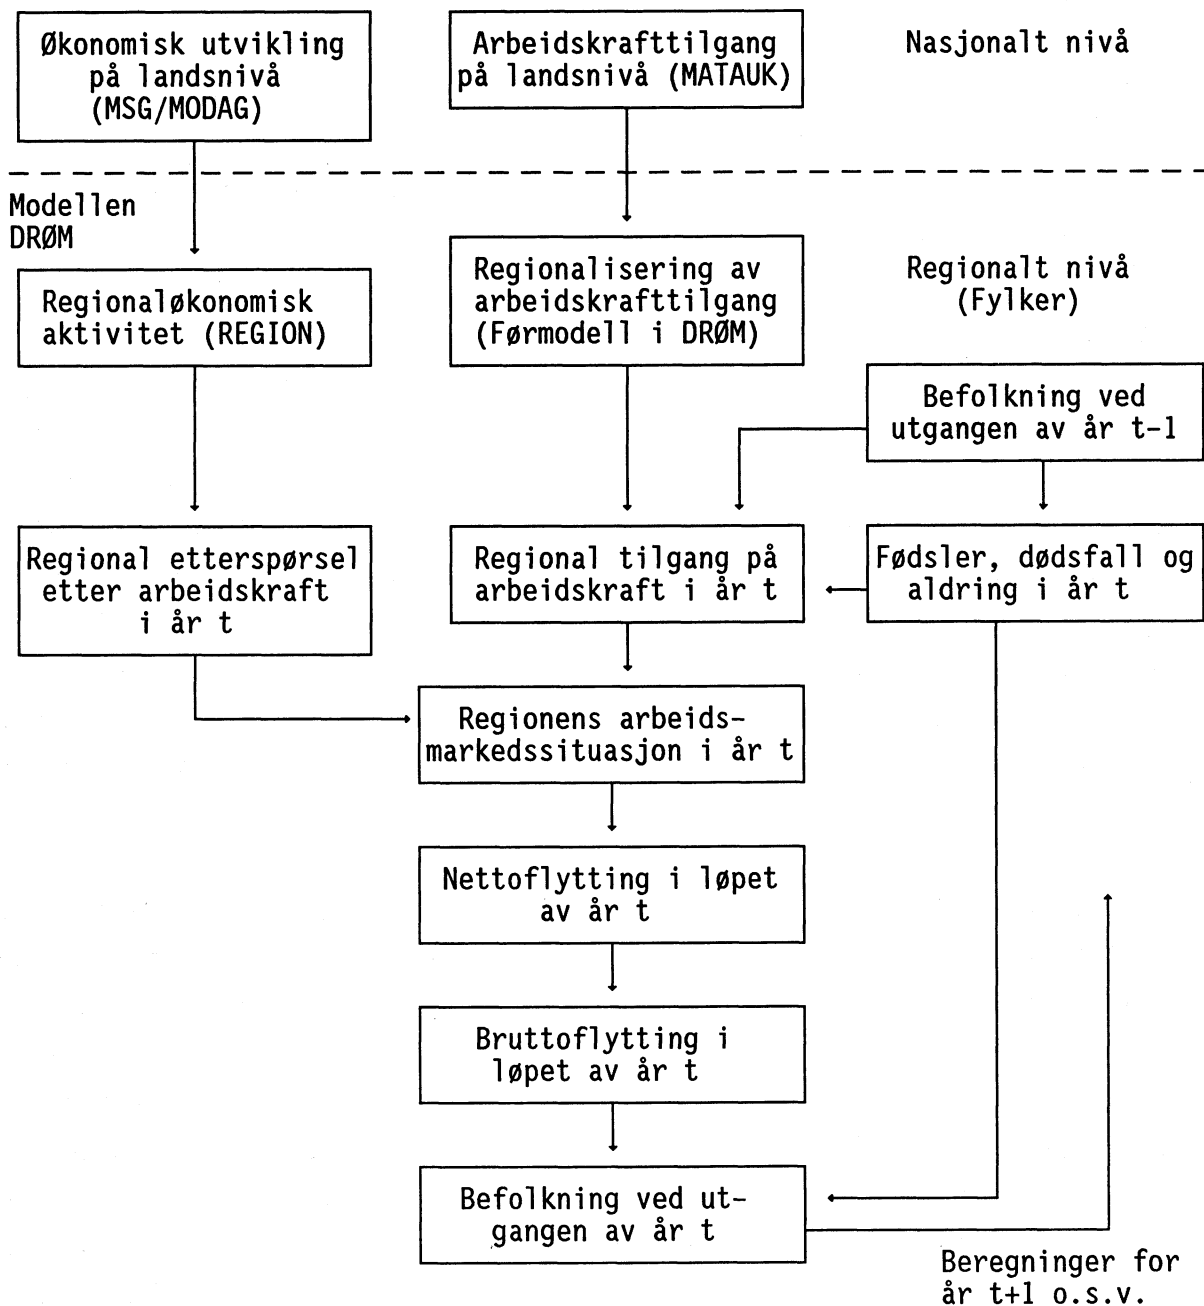 Økonomisk utvikling
på landsnivå
(MSG/MODAG)
Arbeidskrafttilgang
på landsnivå (MATAUK)
Nasjonalt nivå
Modellen
DRØM
Regionaløkonomisk
aktivitet (REGION)
Regionalisering av
arbeidskrafttilgang
(Førmodell i DRØM)
Regionalt nivå
(Fylker)
Befolkning ved
utgangen av år t-1
Regional etterspørsel
etter arbeidskraft
i år t
Regional tilgang på
arbeidskraft i år t
Fødsler, dødsfall og
aldring i år t
Regionens arbeids-
markedssituasjon i år t
Nettoflytting i løpet
av år t
Bruttoflytting i
løpet av år t
Befolkning ved ut-
gangen av år t
Beregninger for
år t+1 o.s.v.